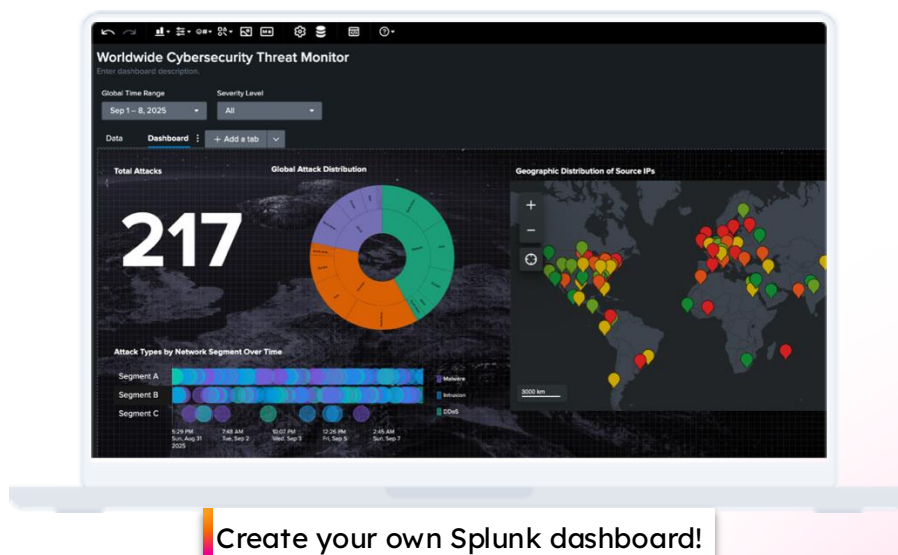 Worldwide Cybersecurity Threat Monitor
Enter dashboard description.
Global Time Range
Severity Level
Sep 1 – 8, 2025
All
Data
Dashboard
+ Add a tab
Total Attacks
Global Attack Distribution
Geographic Distribution of Source IPs
217
+
−
Attack Types by Network Segment Over Time
Segment A
Segment B
Segment C
Malware
Intrusion
DDoS
5:29 PM
Sun, Aug 31
2025
7:48 AM
Tue, Sep 2
10:07 PM
Wed, Sep 3
12:26 PM
Fri, Sep 5
2:45 AM
Sun, Sep 7
3000 km
Create your own Splunk dashboard!